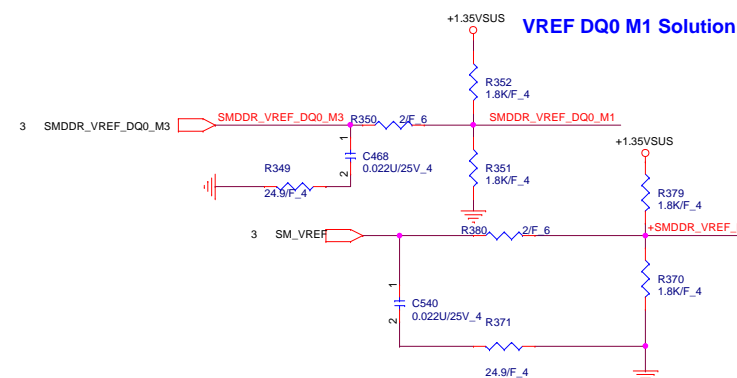 +1.35VSUS
VREF DQ0 M1 Solution
R352
1.8K/F_4
3 SMDDR_VREF_DQ0_M3
SMDDR_VREF_DQ0_M3
R350
2/F_6
SMDDR_VREF_DQ0_M1
1
2
C468
0.022U/25V_4
R349
24.9/F_4
R351
1.8K/F_4
+1.35VSUS
R379
1.8K/F_4
3 SM_VREF
R380
2/F_6
+SMDDR_VREF_
1
2
C540
0.022U/25V_4
R371
24.9/F_4
R370
1.8K/F_4